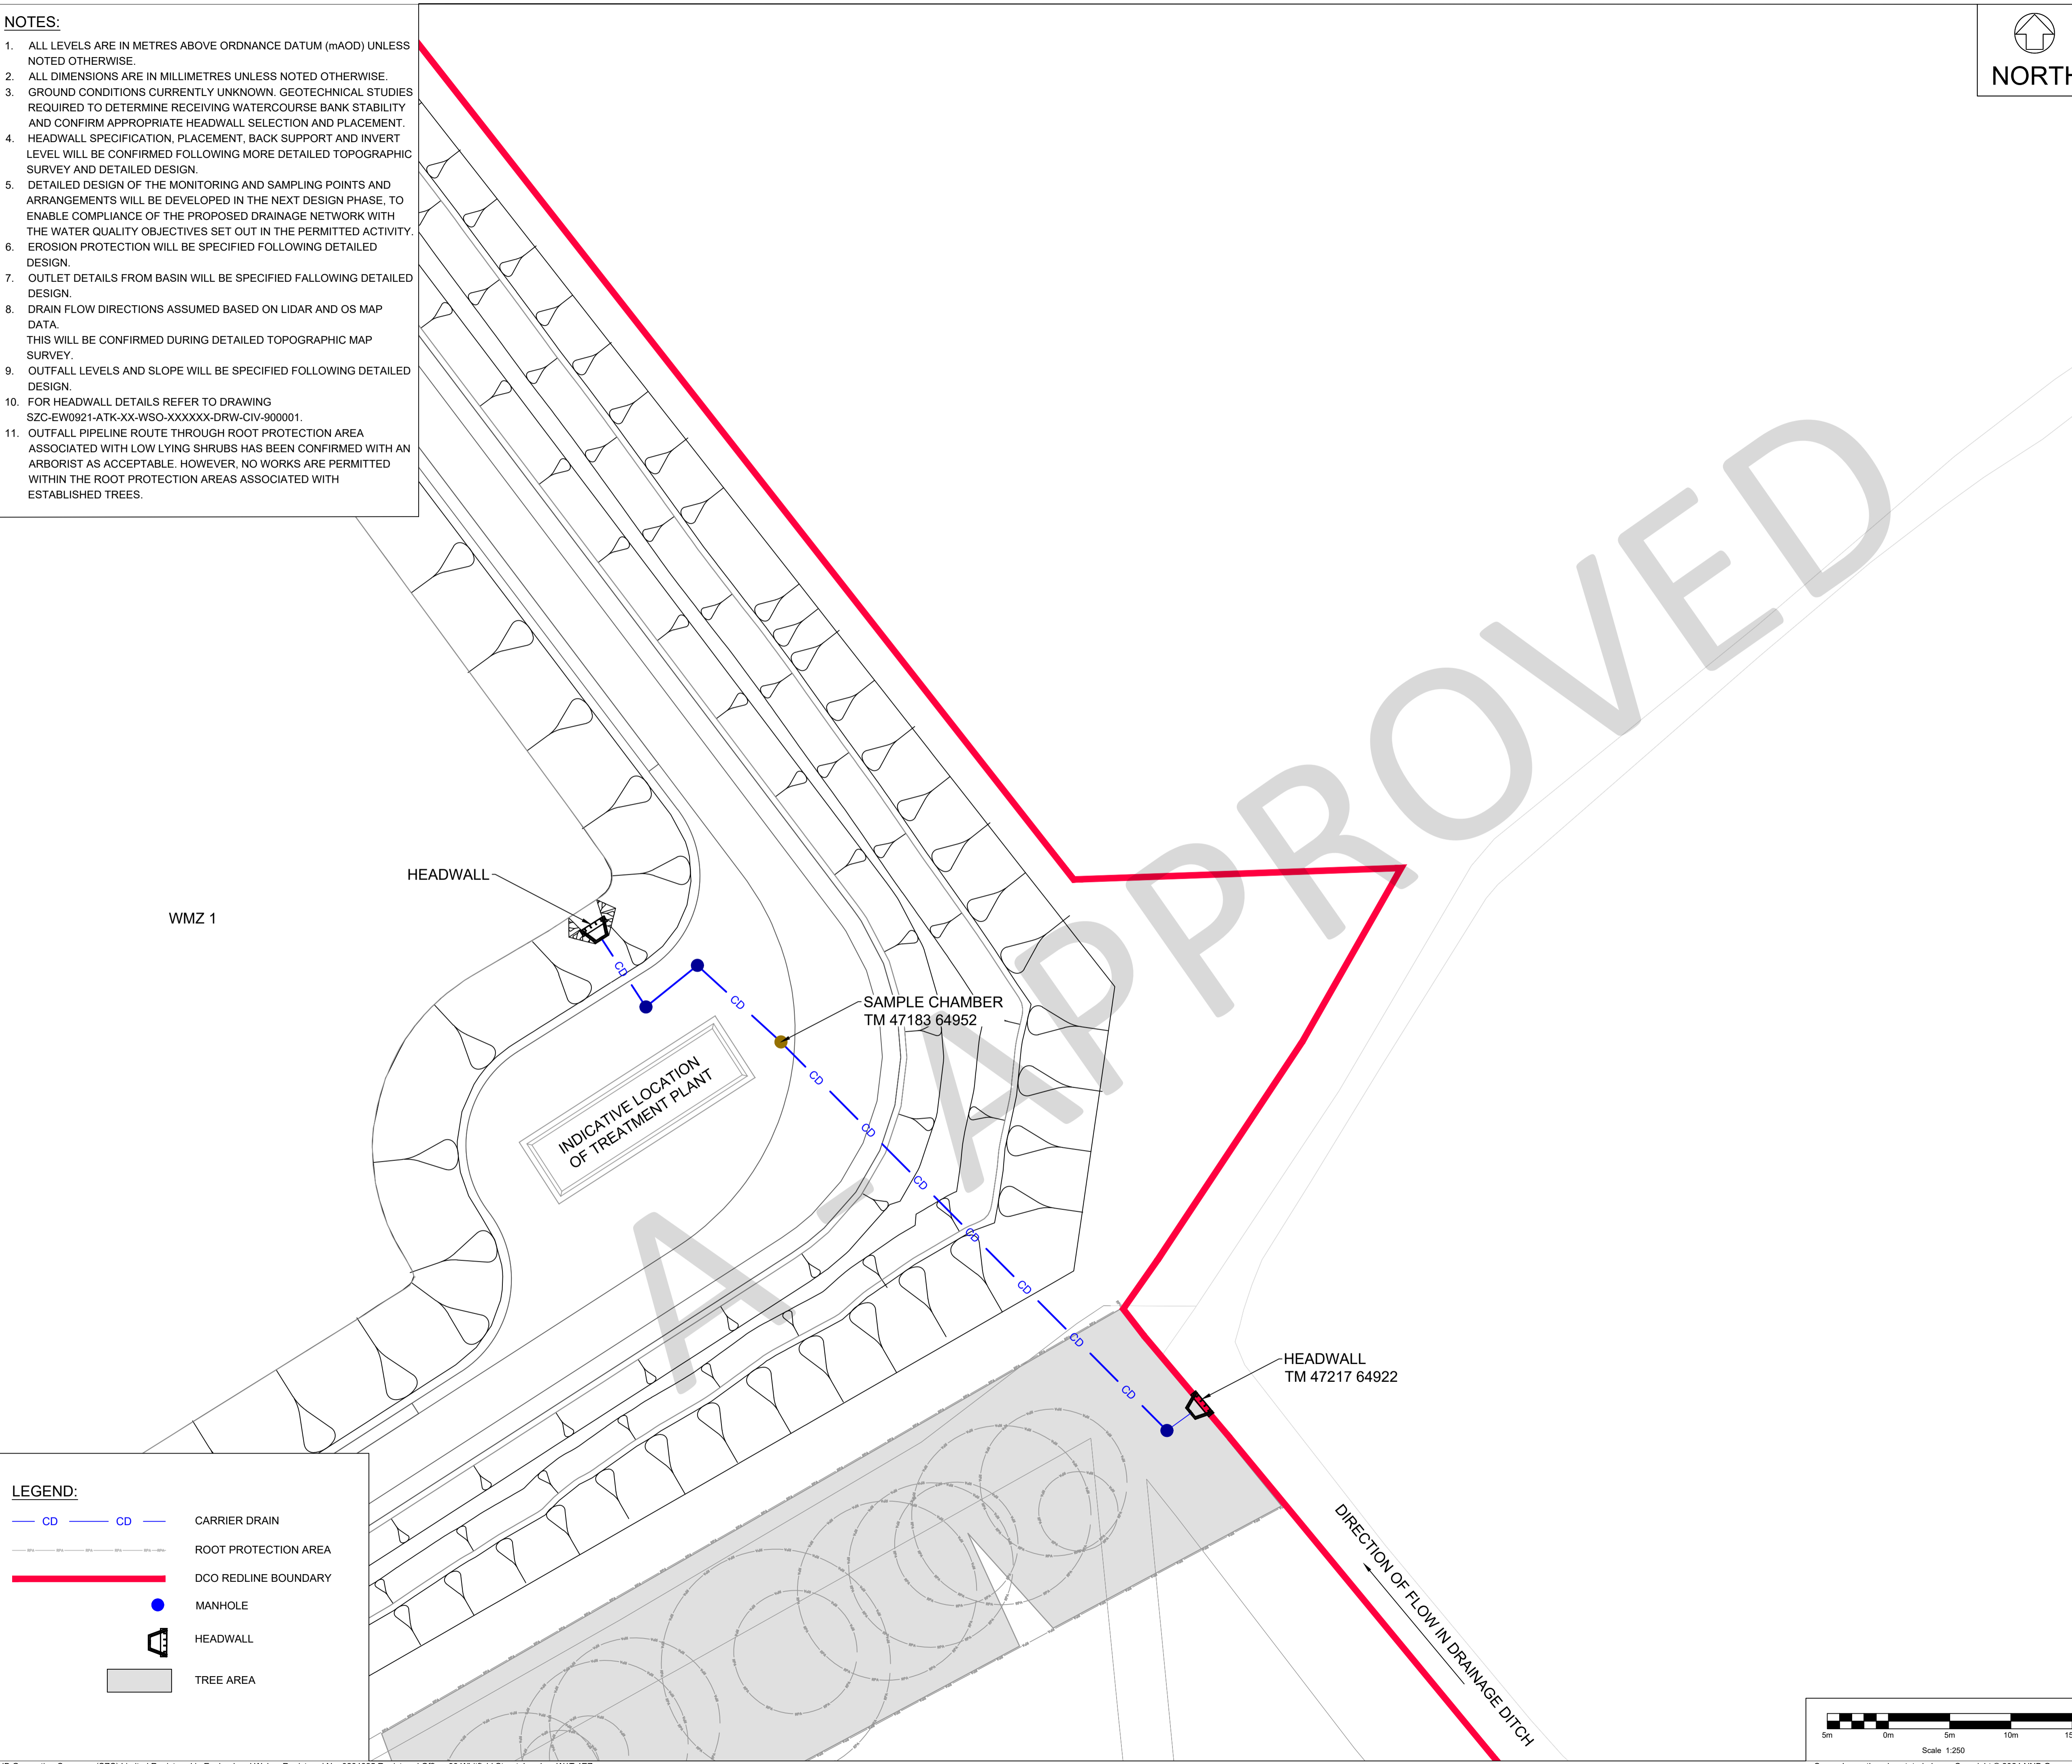 NOTES:
1. ALL LEVELS ARE IN METRES ABOVE ORDNANCE DATUM (mAOD) UNLESS
NOTED OTHERWISE.
2. ALL DIMENSIONS ARE IN MILLIMETRES UNLESS NOTED OTHERWISE.
3. GROUND CONDITIONS CURRENTLY UNKNOWN. GEOTECHNICAL STUDIES
REQUIRED TO DETERMINE RECEIVING WATERCOURSE BANK STABILITY
AND CONFIRM APPROPRIATE HEADWALL SELECTION AND PLACEMENT.
4. HEADWALL SPECIFICATION, PLACEMENT, BACK SUPPORT AND INVERT
LEVEL WILL BE CONFIRMED FOLLOWING MORE DETAILED TOPOGRAPHIC
SURVEY AND DETAILED DESIGN.
5. DETAILED DESIGN OF THE MONITORING AND SAMPLING POINTS AND
ARRANGEMENTS WILL BE DEVELOPED IN THE NEXT DESIGN PHASE, TO
ENABLE COMPLIANCE OF THE PROPOSED DRAINAGE NETWORK WITH
THE WATER QUALITY OBJECTIVES SET OUT IN THE PERMITTED ACTIVITY.
6. EROSION PROTECTION WILL BE SPECIFIED FOLLOWING DETAILED
DESIGN.
7. OUTLET DETAILS FROM BASIN WILL BE SPECIFIED FALLOWING DETAILED
DESIGN.
8. DRAIN FLOW DIRECTIONS ASSUMED BASED ON LIDAR AND OS MAP
DATA.
THIS WILL BE CONFIRMED DURING DETAILED TOPOGRAPHIC MAP
SURVEY.
9. OUTFALL LEVELS AND SLOPE WILL BE SPECIFIED FOLLOWING DETAILED
DESIGN.
10. FOR HEADWALL DETAILS REFER TO DRAWING
SZC-EW0921-ATK-XX-WSO-XXXXXX-DRW-CIV-900001.
11. OUTFALL PIPELINE ROUTE THROUGH ROOT PROTECTION AREA
ASSOCIATED WITH LOW LYING SHRUBS HAS BEEN CONFIRMED WITH AN
ARBORIST AS ACCEPTABLE. HOWEVER, NO WORKS ARE PERMITTED
WITHIN THE ROOT PROTECTION AREAS ASSOCIATED WITH
ESTABLISHED TREES.
NORTH
A - APPROVED
HEADWALL
WMZ 1
CD
CD
SAMPLE CHAMBER
TM 47183 64952
INDICATIVE LOCATION
OF TREATMENT PLANT
CD
CD
CD
CD
CD
CD
CD
HEADWALL
TM 47217 64922
DIRECTION OF FLOW IN DRAINAGE DITCH
LEGEND:
CD CD CARRIER DRAIN
ROOT PROTECTION AREA
DCO REDLINE BOUNDARY
MANHOLE
HEADWALL
TREE AREA
5m 0m 5m 10m
Scale 1:250